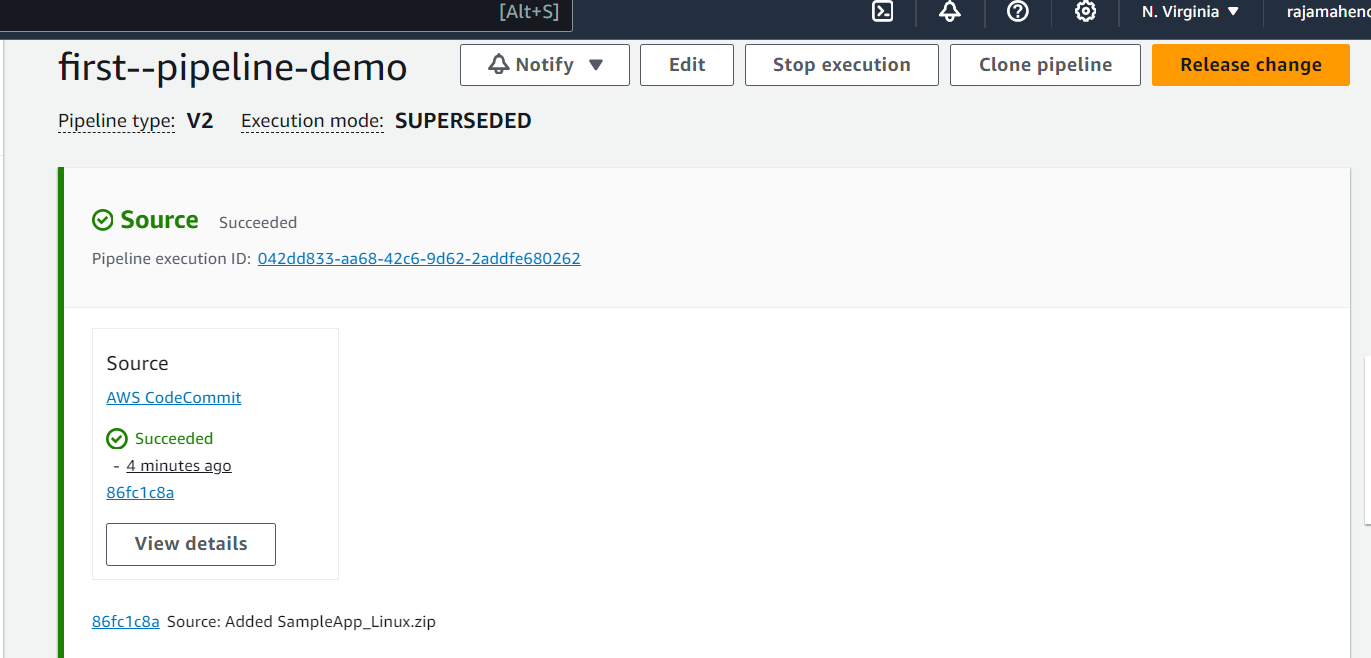 [Alt+S]
N. Virginia ▼
rajamahend
first--pipeline-demo
Notify ▼
Edit
Stop execution
Clone pipeline
Release change
Pipeline type: V2 Execution mode: SUPERSEDED
Source Succeeded
Pipeline execution ID: 042dd833-aa68-42c6-9d62-2addfe680262
Source
AWS CodeCommit
Succeeded
- 4 minutes ago
86fc1c8a
View details
86fc1c8a Source: Added SampleApp_Linux.zip